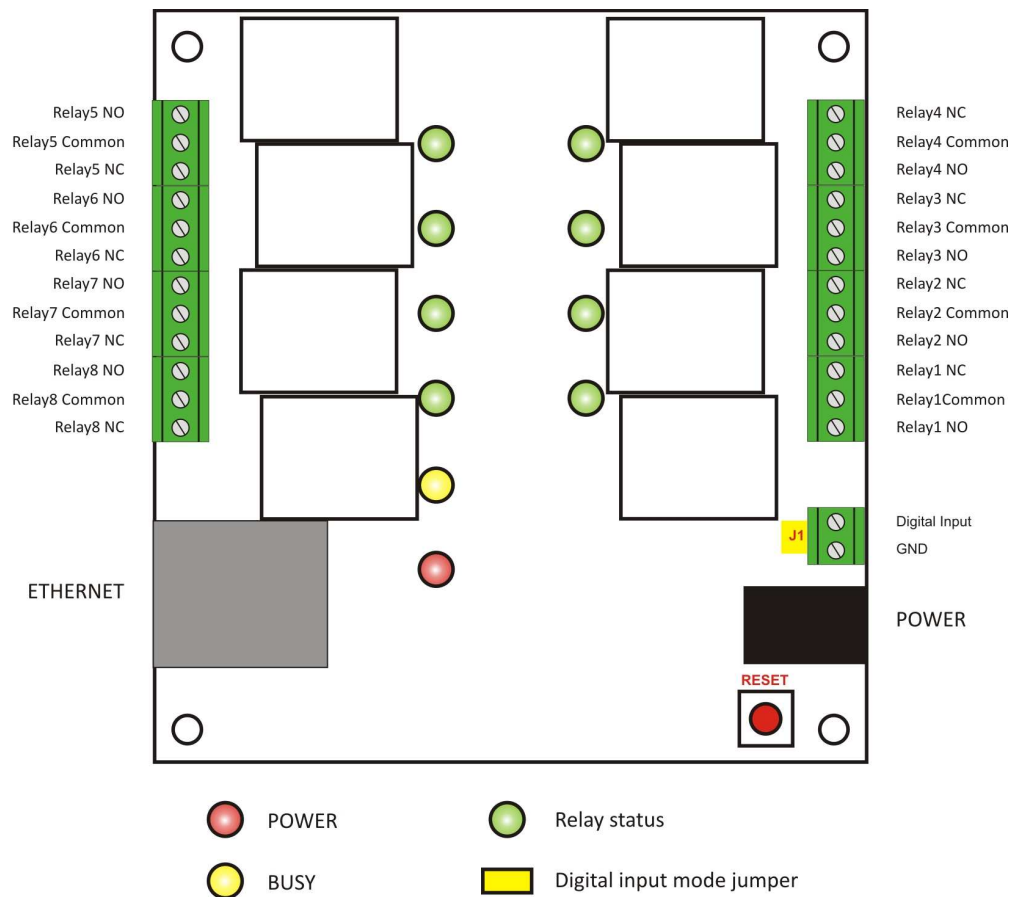 Relay5 NO
Relay5 Common
Relay5 NC
Relay6 NO
Relay6 Common
Relay6 NC
Relay7 NO
Relay7 Common
Relay7 NC
Relay8 NO
Relay8 Common
Relay8 NC
ETHERNET
Relay4 NC
Relay4 Common
Relay4 NO
Relay3 NC
Relay3 Common
Relay3 NO
Relay2 NC
Relay2 Common
Relay2 NO
Relay1 NC
Relay1Common
Relay1 NO
J1
Digital Input
GND
POWER
RESET
POWER
Relay status
BUSY
Digital input mode jumper